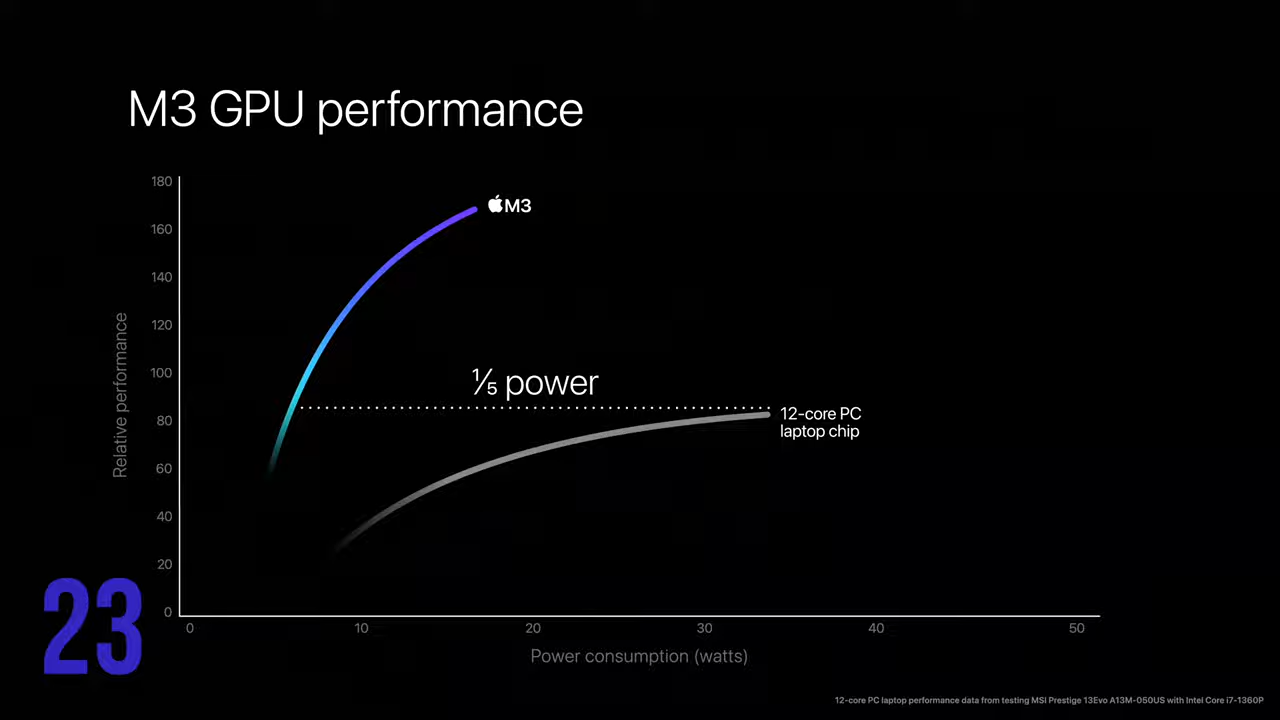 M3 GPU performance
180
160
140
120
100
80
60
40
20
0
Relative performance
M3
⅕ power
12-core PC
laptop chip
0 10 20 30 40 50
Power consumption (watts)
23
12-core PC laptop performance data from testing MSI Prestige 13Evo A13M-050US with Intel Core i7-1360P